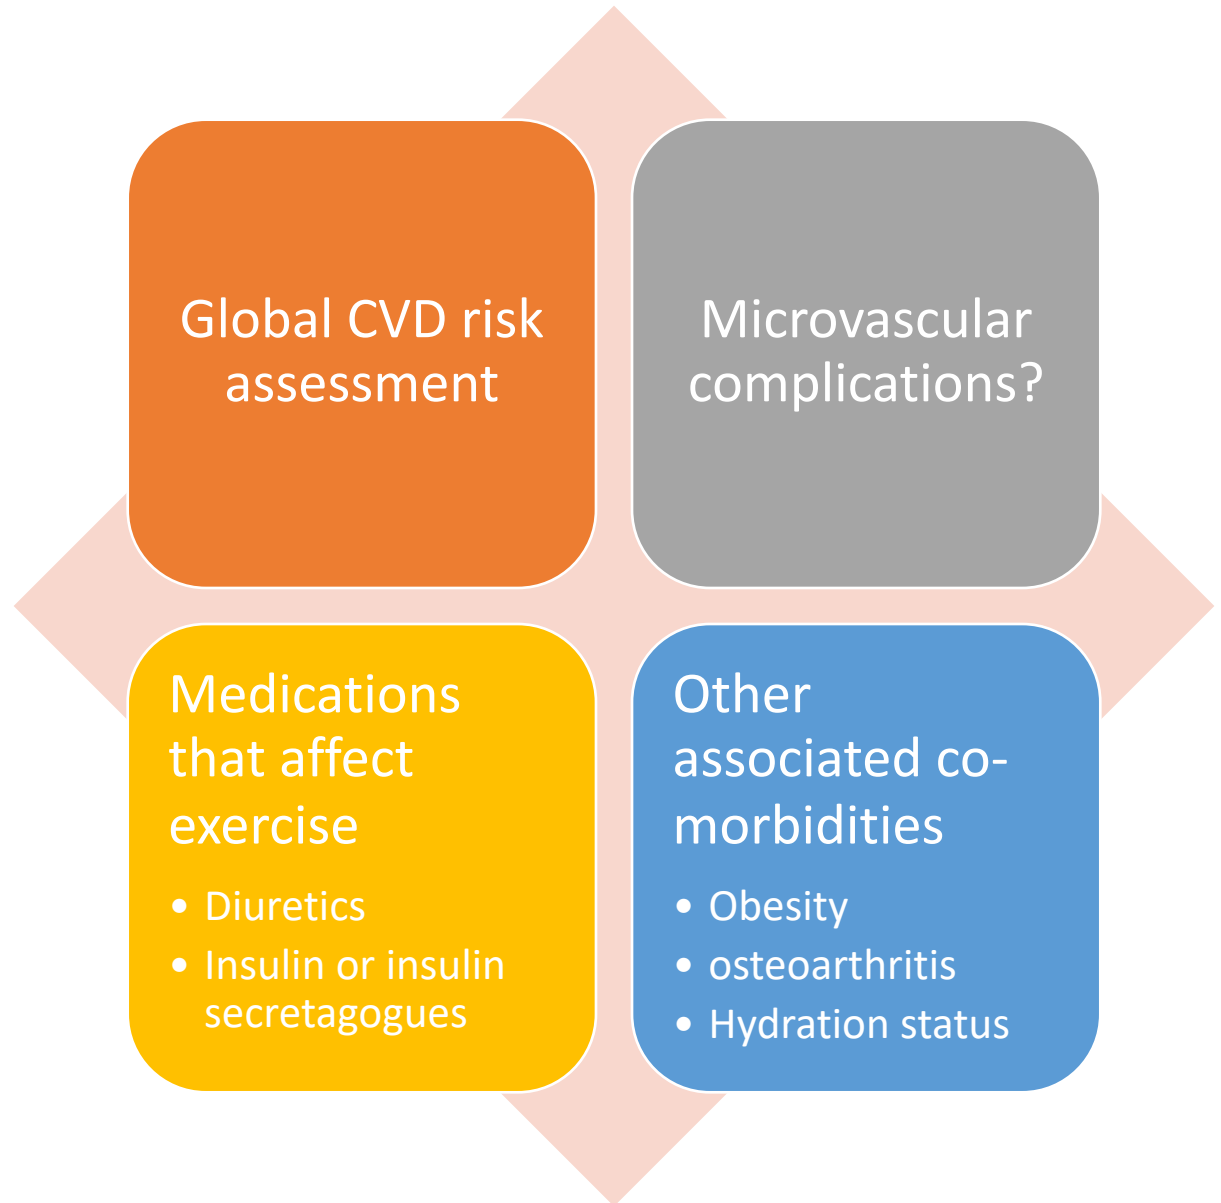 Global CVD risk
assessment
Microvascular
complications?
Medications
that affect
exercise
• Diuretics
• Insulin or insulin
secretagogues
Other
associated co-
morbidities
• Obesity
• osteoarthritis
• Hydration status